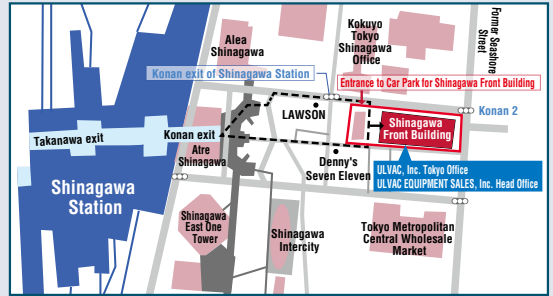 Alea
Shinagawa
Kokuyo
Tokyo
Shinagawa
Office
Former Seashore
Street
Konan exit of Shinagawa Station
Entrance to Car Park for Shinagawa Front Building
LAWSON
Konan 2
Takanawa exit
Konan exit
Shinagawa
Front Building
Atre
Shinagawa
Denny's
Seven Eleven
ULVAC, Inc. Tokyo Office
ULVAC EQUIPMENT SALES, Inc. Head Office
Shinagawa
Station
Shinagawa
East One
Tower
Shinagawa
Intercity
Tokyo Metropolitan
Central Wholesale
Market